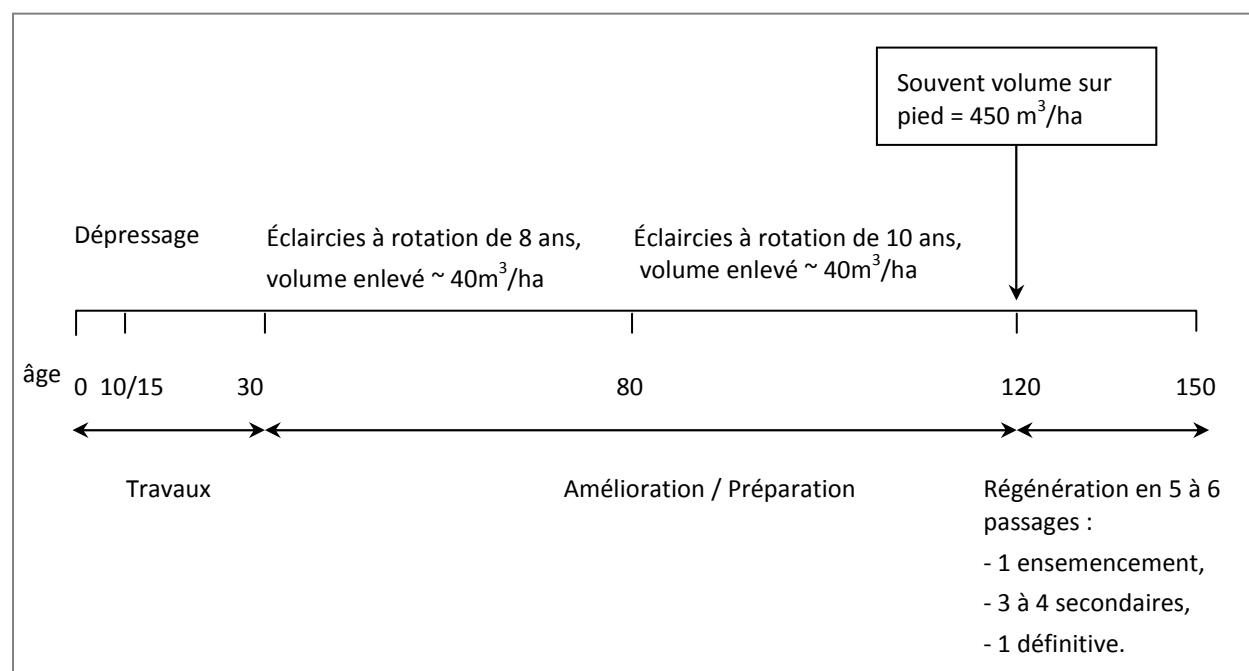 Souvent volume sur
pied = 450 m³/ha
Dépressage
Éclaircies à rotation de 8 ans,
volume enlevé ~ 40m³/ha
Éclaircies à rotation de 10 ans,
volume enlevé ~ 40m³/ha
âge 0 10/15 30 80 120 150
Travaux
Amélioration / Préparation
Régénération en 5 à 6
passages :
- 1 ensemencement,
- 3 à 4 secondaires,
- 1 définitive.